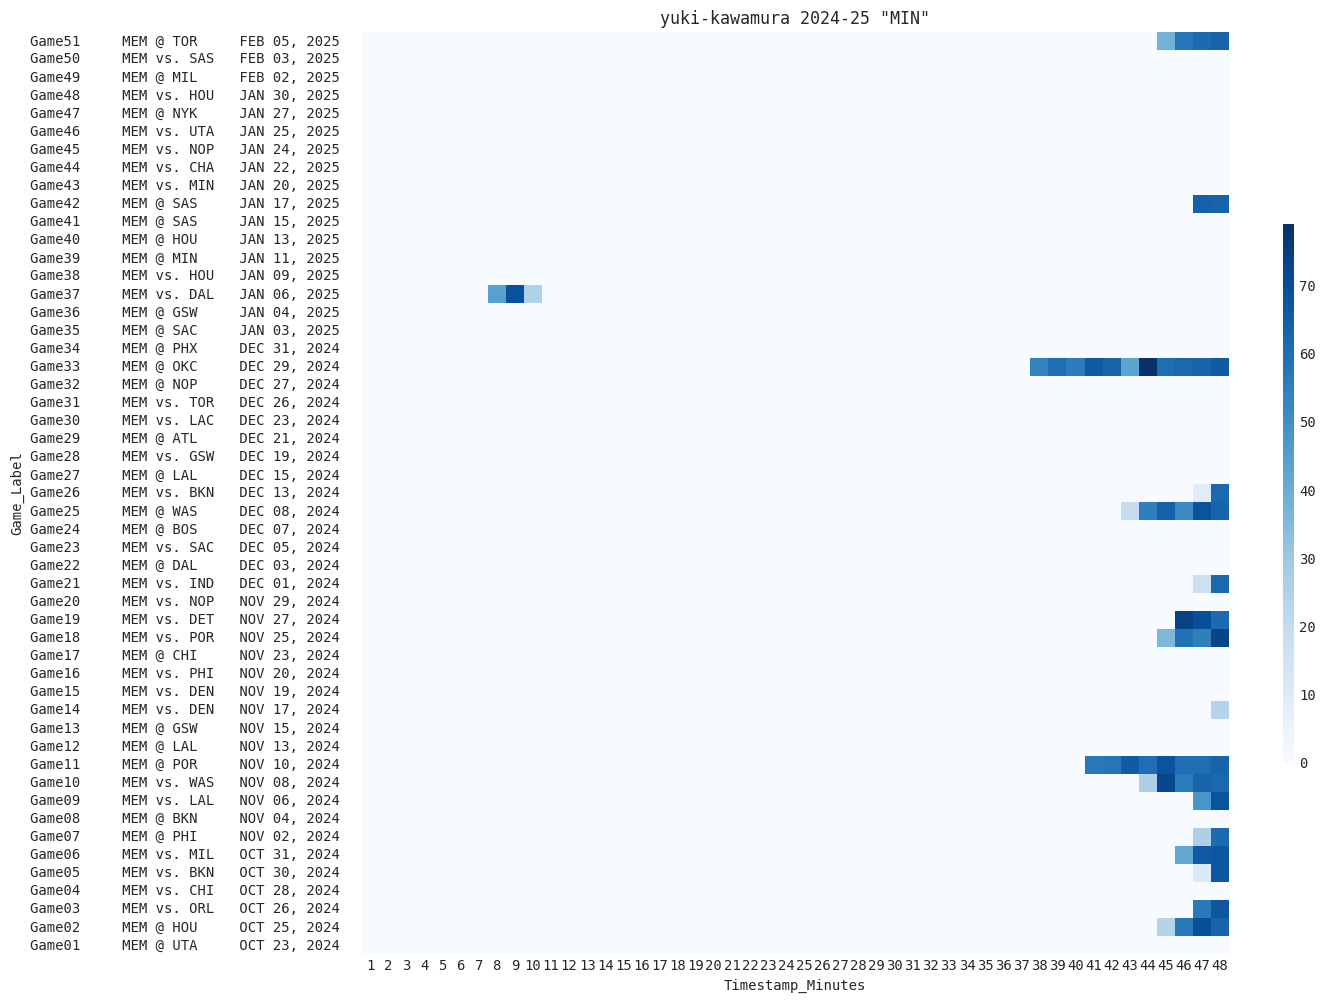 yuki-kawamura 2024-25 "MIN"
Game51 MEM @ TOR FEB 05, 2025
Game50 MEM vs. SAS FEB 03, 2025
Game49 MEM @ MIL FEB 02, 2025
Game48 MEM vs. HOU JAN 30, 2025
Game47 MEM @ NYK JAN 27, 2025
Game46 MEM vs. UTA JAN 25, 2025
Game45 MEM vs. NOP JAN 24, 2025
Game44 MEM vs. CHA JAN 22, 2025
Game43 MEM vs. MIN JAN 20, 2025
Game42 MEM @ SAS JAN 17, 2025
Game41 MEM @ SAS JAN 15, 2025
Game40 MEM @ HOU JAN 13, 2025
Game39 MEM @ MIN JAN 11, 2025
Game38 MEM vs. HOU JAN 09, 2025
Game37 MEM vs. DAL JAN 06, 2025
Game36 MEM @ GSW JAN 04, 2025
Game35 MEM @ SAC JAN 03, 2025
Game34 MEM @ PHX DEC 31, 2024
Game33 MEM @ OKC DEC 29, 2024
Game32 MEM @ NOP DEC 27, 2024
Game31 MEM vs. TOR DEC 26, 2024
Game30 MEM vs. LAC DEC 23, 2024
Game29 MEM @ ATL DEC 21, 2024
Game28 MEM vs. GSW DEC 19, 2024
Game27 MEM @ LAL DEC 15, 2024
Game26 MEM vs. BKN DEC 13, 2024
Game25 MEM @ WAS DEC 08, 2024
Game24 MEM @ BOS DEC 07, 2024
Game23 MEM vs. SAC DEC 05, 2024
Game22 MEM @ DAL DEC 03, 2024
Game21 MEM vs. IND DEC 01, 2024
Game20 MEM vs. NOP NOV 29, 2024
Game19 MEM vs. DET NOV 27, 2024
Game18 MEM vs. POR NOV 25, 2024
Game17 MEM @ CHI NOV 23, 2024
Game16 MEM vs. PHI NOV 20, 2024
Game15 MEM vs. DEN NOV 19, 2024
Game14 MEM vs. DEN NOV 17, 2024
Game13 MEM @ GSW NOV 15, 2024
Game12 MEM @ LAL NOV 13, 2024
Game11 MEM @ POR NOV 10, 2024
Game10 MEM vs. WAS NOV 08, 2024
Game09 MEM vs. LAL NOV 06, 2024
Game08 MEM @ BKN NOV 04, 2024
Game07 MEM @ PHI NOV 02, 2024
Game06 MEM vs. MIL OCT 31, 2024
Game05 MEM vs. BKN OCT 30, 2024
Game04 MEM vs. CHI OCT 28, 2024
Game03 MEM vs. ORL OCT 26, 2024
Game02 MEM @ HOU OCT 25, 2024
Game01 MEM @ UTA OCT 23, 2024
Game_Label
1 2 3 4 5 6 7 8 9 10 11 12 13 14 15 16 17 18 19 20 21 22 23 24 25 26 27 28 29 30 31 32 33 34 35 36 37 38 39 40 41 42 43 44 45 46 47 48
Timestamp_Minutes
70
60
50
40
30
20
10
0